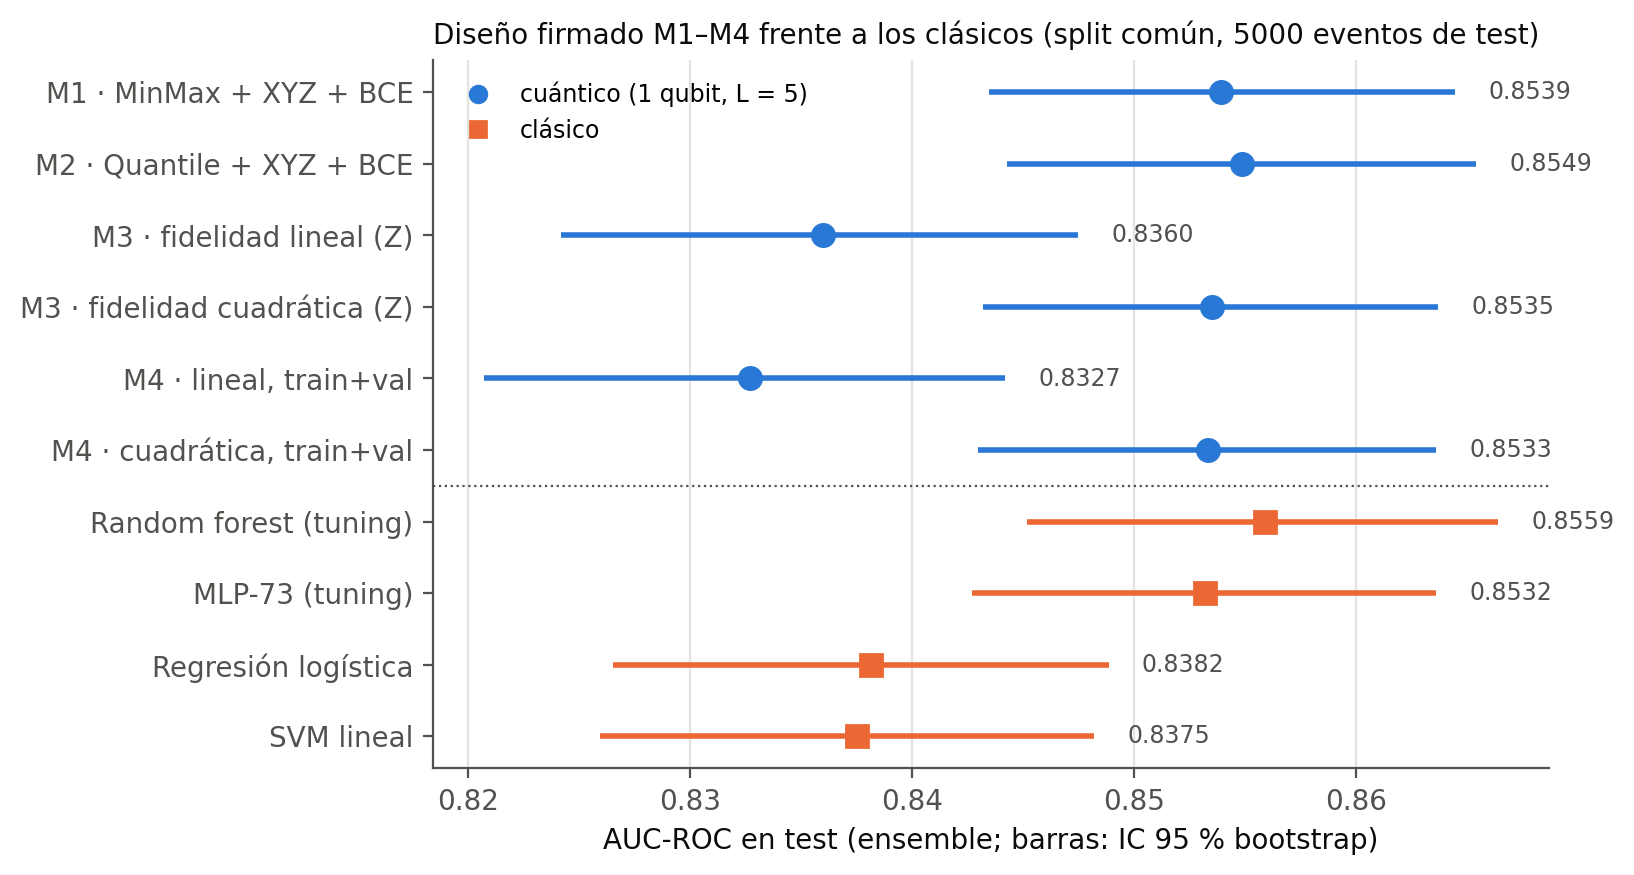 Diseño firmado M1–M4 frente a los clásicos (split común, 5000 eventos de test)
cuántico (1 qubit, L = 5)
clásico
M1 · MinMax + XYZ + BCE 0.8539
M2 · Quantile + XYZ + BCE 0.8549
M3 · fidelidad lineal (Z) 0.8360
M3 · fidelidad cuadrática (Z) 0.8535
M4 · lineal, train+val 0.8327
M4 · cuadrática, train+val 0.8533
Random forest (tuning) 0.8559
MLP-73 (tuning) 0.8532
Regresión logística 0.8382
SVM lineal 0.8375
0.82 0.83 0.84 0.85 0.86
AUC-ROC en test (ensemble; barras: IC 95 % bootstrap)